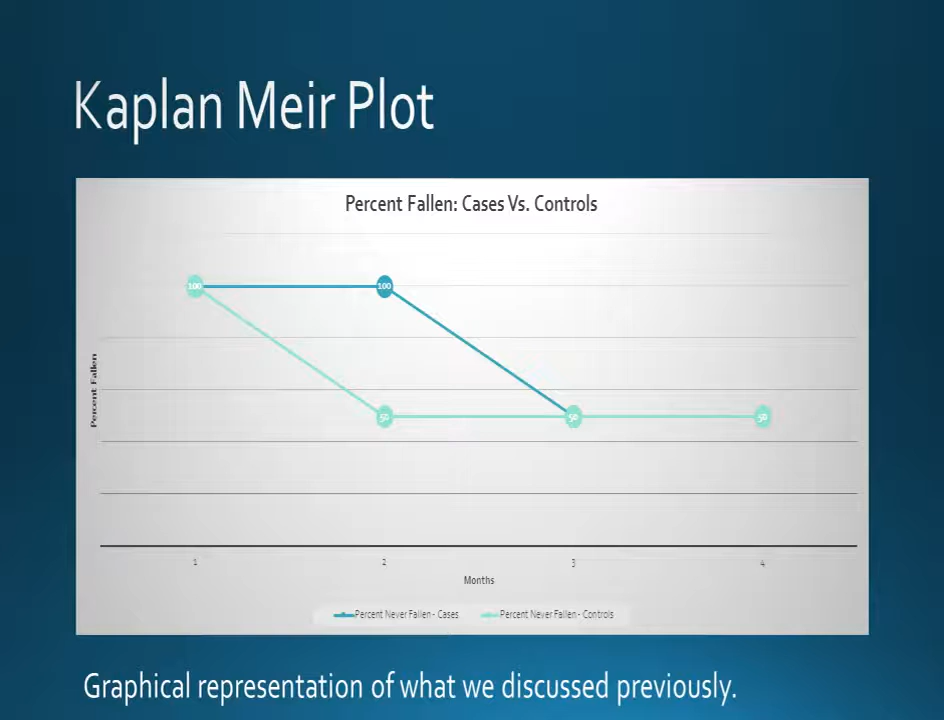 Kaplan Meir Plot
Percent Fallen: Cases Vs. Controls
100
100
50
50
50
Percent Fallen
1
2
3
4
Months
Percent Never Fallen - Cases
Percent Never Fallen - Controls
Graphical representation of what we discussed previously.